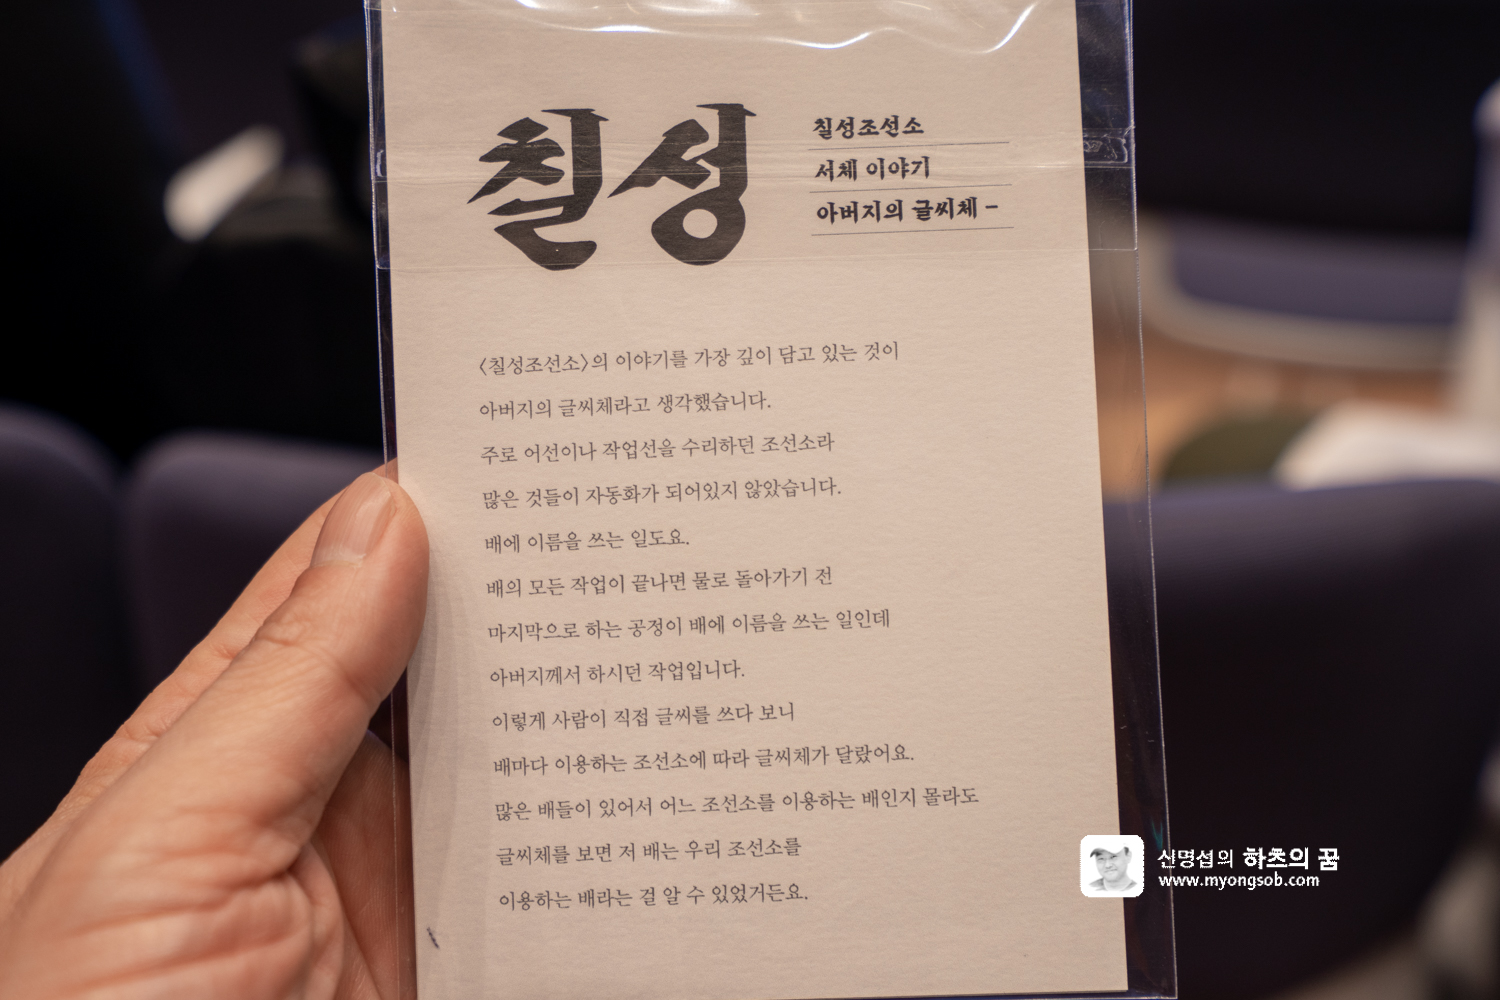 칠성
칠성조선소
서체 이야기
아버지의 글씨체 –
〈칠성조선소〉의 이야기를 가장 깊이 담고 있는 것이
아버지의 글씨체라고 생각했습니다.
주로 어선이나 작업선을 수리하던 조선소라
많은 것들이 자동화가 되어있지 않았습니다.
배에 이름을 쓰는 일도요.
배의 모든 작업이 끝나면 물로 돌아가기 전
마지막으로 하는 공정이 배에 이름을 쓰는 일인데
아버지께서 하시던 작업입니다.
이렇게 사람이 직접 글씨를 쓰다 보니
배마다 이용하는 조선소에 따라 글씨체가 달랐어요.
많은 배들이 있어서 어느 조선소를 이용하는 배인지 몰라도
글씨체를 보면 저 배는 우리 조선소를
이용하는 배라는 걸 알 수 있었거든요.
신명섭의 하츠의 꿈
www.myongsob.com